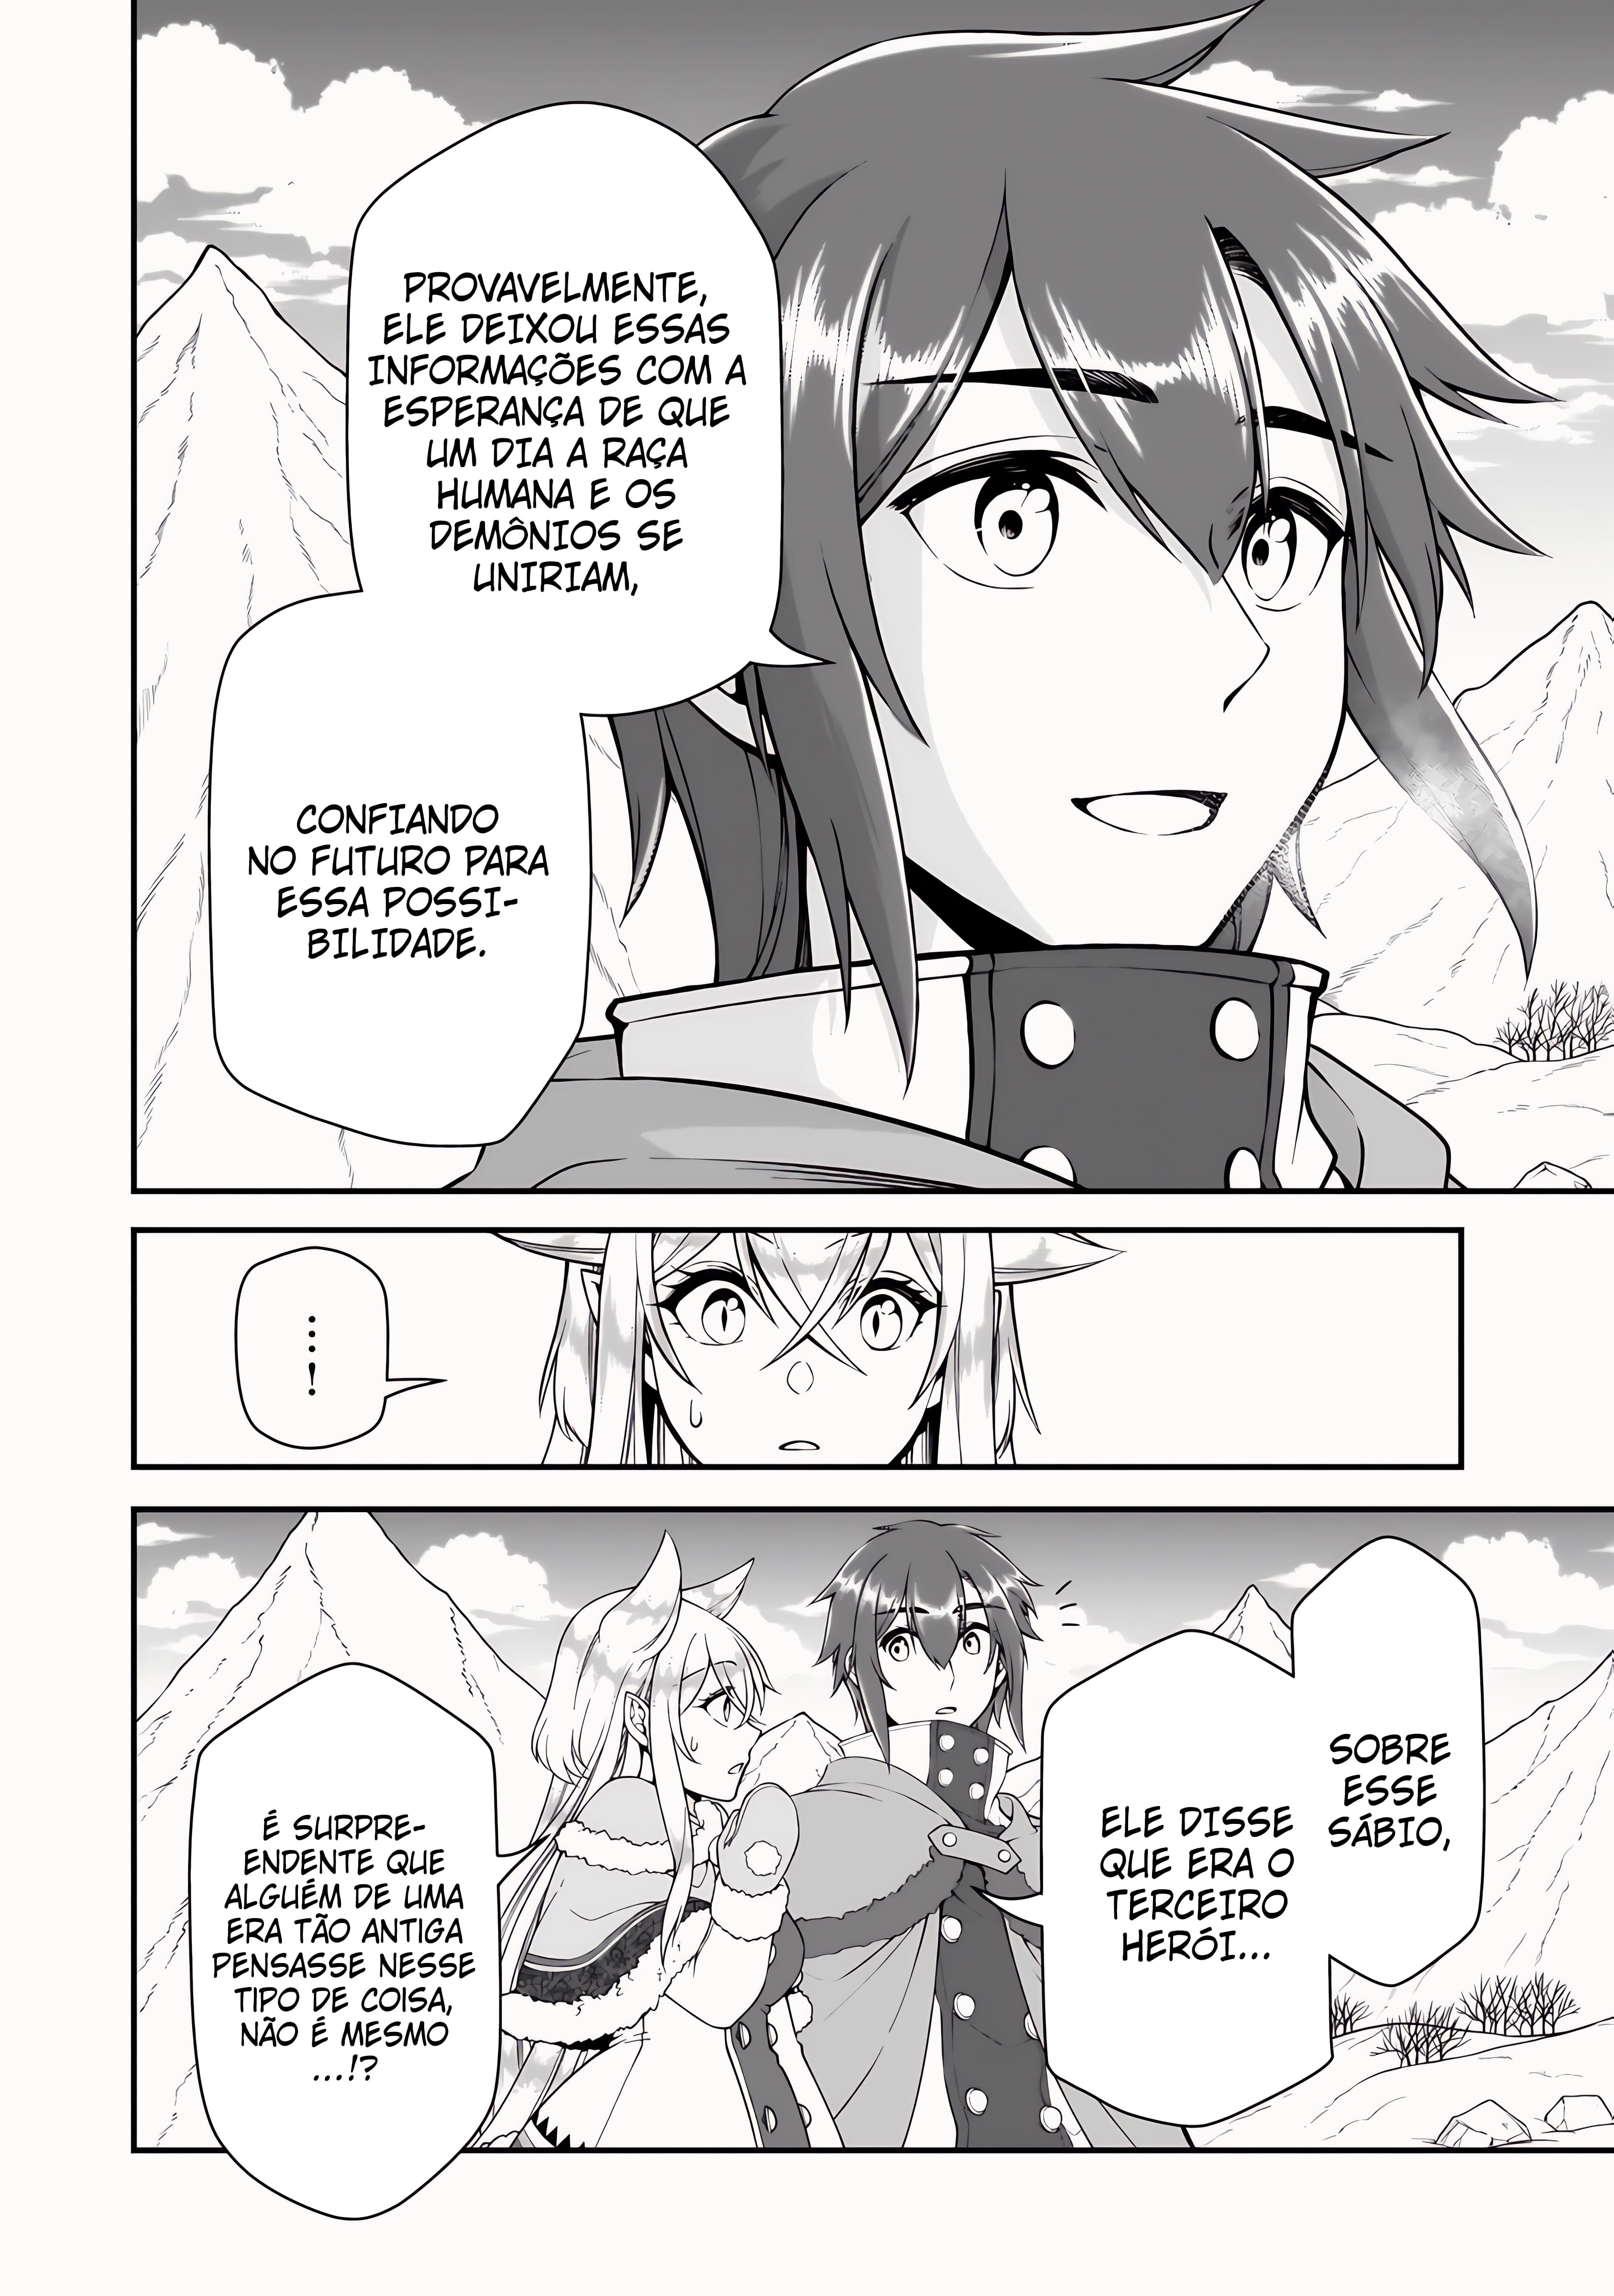 PROVAVELMENTE,
ELE DEIXOU ESSAS
INFORMAÇÕES COM A
ESPERANÇA DE QUE
UM DIA A RAÇA
HUMANA E OS
DEMÔNIOS SE
UNIRIAM,
CONFIANDO
NO FUTURO PARA
ESSA POSSI-
BILIDADE.
...!
SOBRE
ESSE
SÁBIO,
ELE DISSE
QUE ERA O
TERCEIRO
HERÓI...
É SURPRE-
ENDENTE QUE
ALGUÉM DE UMA
ERA TÃO ANTIGA
PENSASSE NESSE
TIPO DE COISA,
NÃO É MESMO
...!?